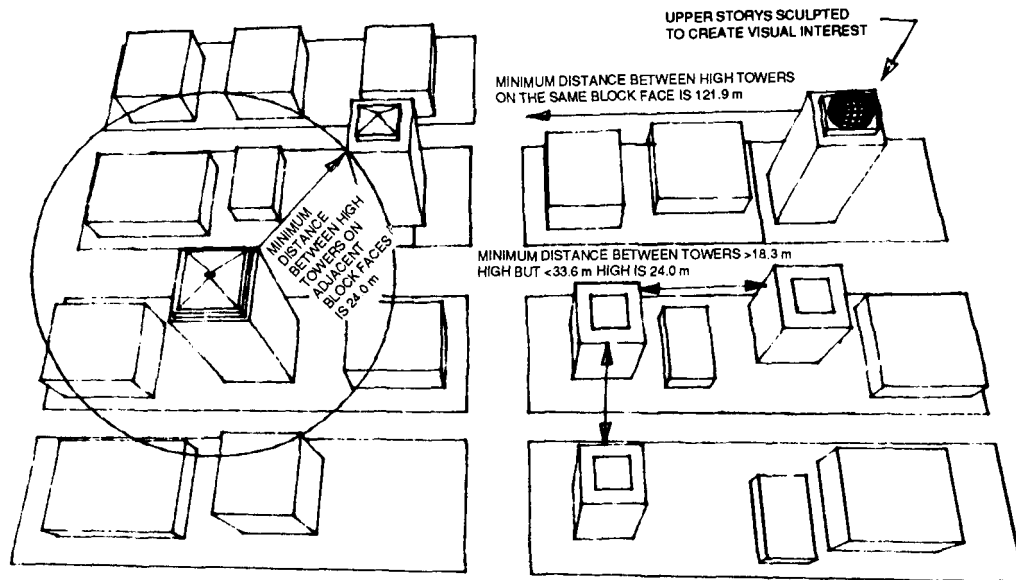 UPPER STORYS SCULPTED
TO CREATE VISUAL INTEREST
MINIMUM DISTANCE BETWEEN HIGH TOWERS
ON THE SAME BLOCK FACE IS 121.9 m
MINIMUM
DISTANCE
BETWEEN HIGH
TOWERS ON
ADJACENT
BLOCK FACES
IS 24.0 m
MINIMUM DISTANCE BETWEEN TOWERS >18.3 m
HIGH BUT <33.6 m HIGH IS 24.0 m